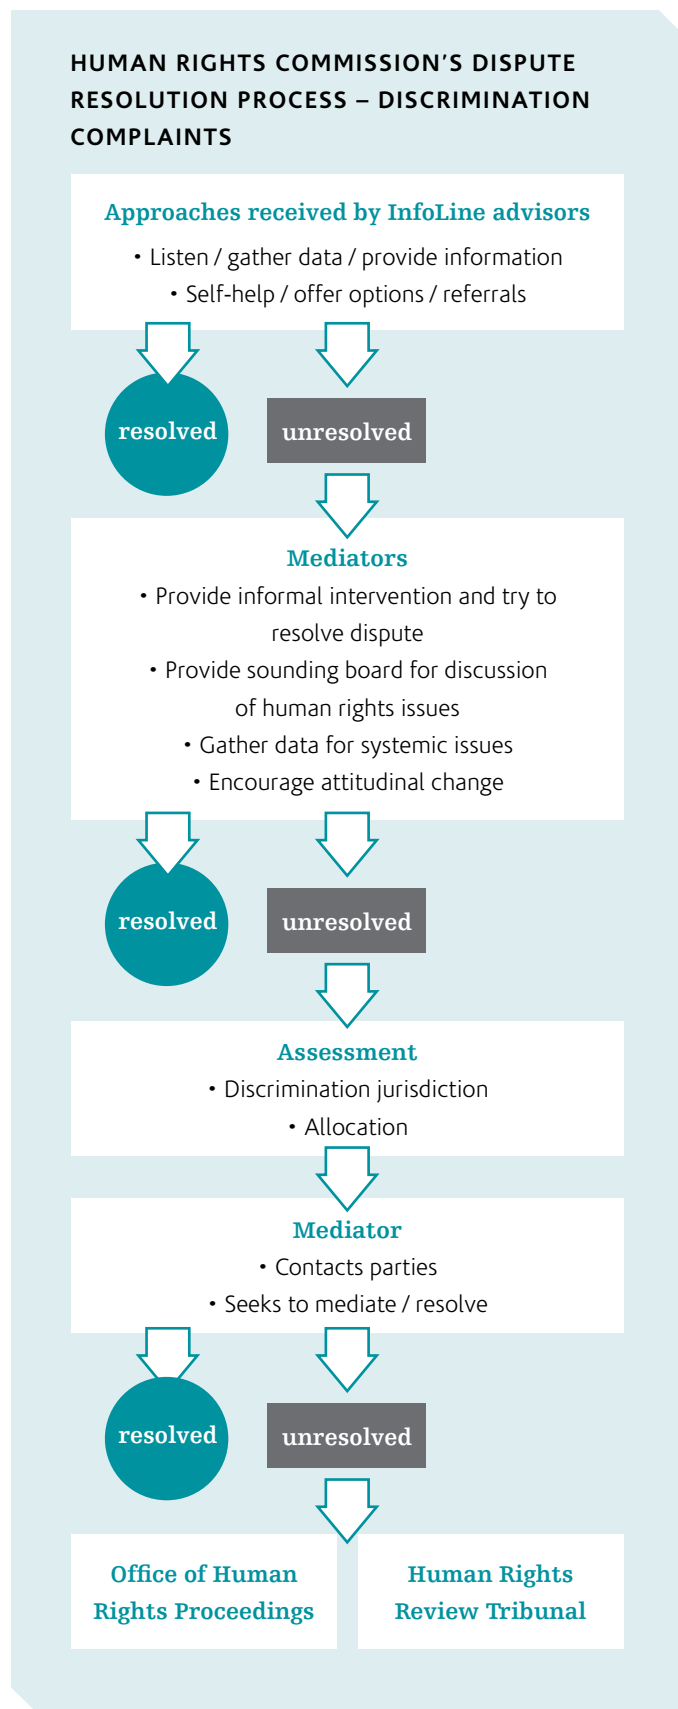 HUMAN RIGHTS COMMISSION’S DISPUTE
RESOLUTION PROCESS – DISCRIMINATION
COMPLAINTS
Approaches received by InfoLine advisors
• Listen / gather data / provide information
• Self-help / offer options / referrals
resolved
unresolved
Mediators
• Provide informal intervention and try to
resolve dispute
• Provide sounding board for discussion
of human rights issues
• Gather data for systemic issues
• Encourage attitudinal change
resolved
unresolved
Assessment
• Discrimination jurisdiction
• Allocation
Mediator
• Contacts parties
• Seeks to mediate / resolve
resolved
unresolved
Office of Human
Rights Proceedings
Human Rights
Review Tribunal